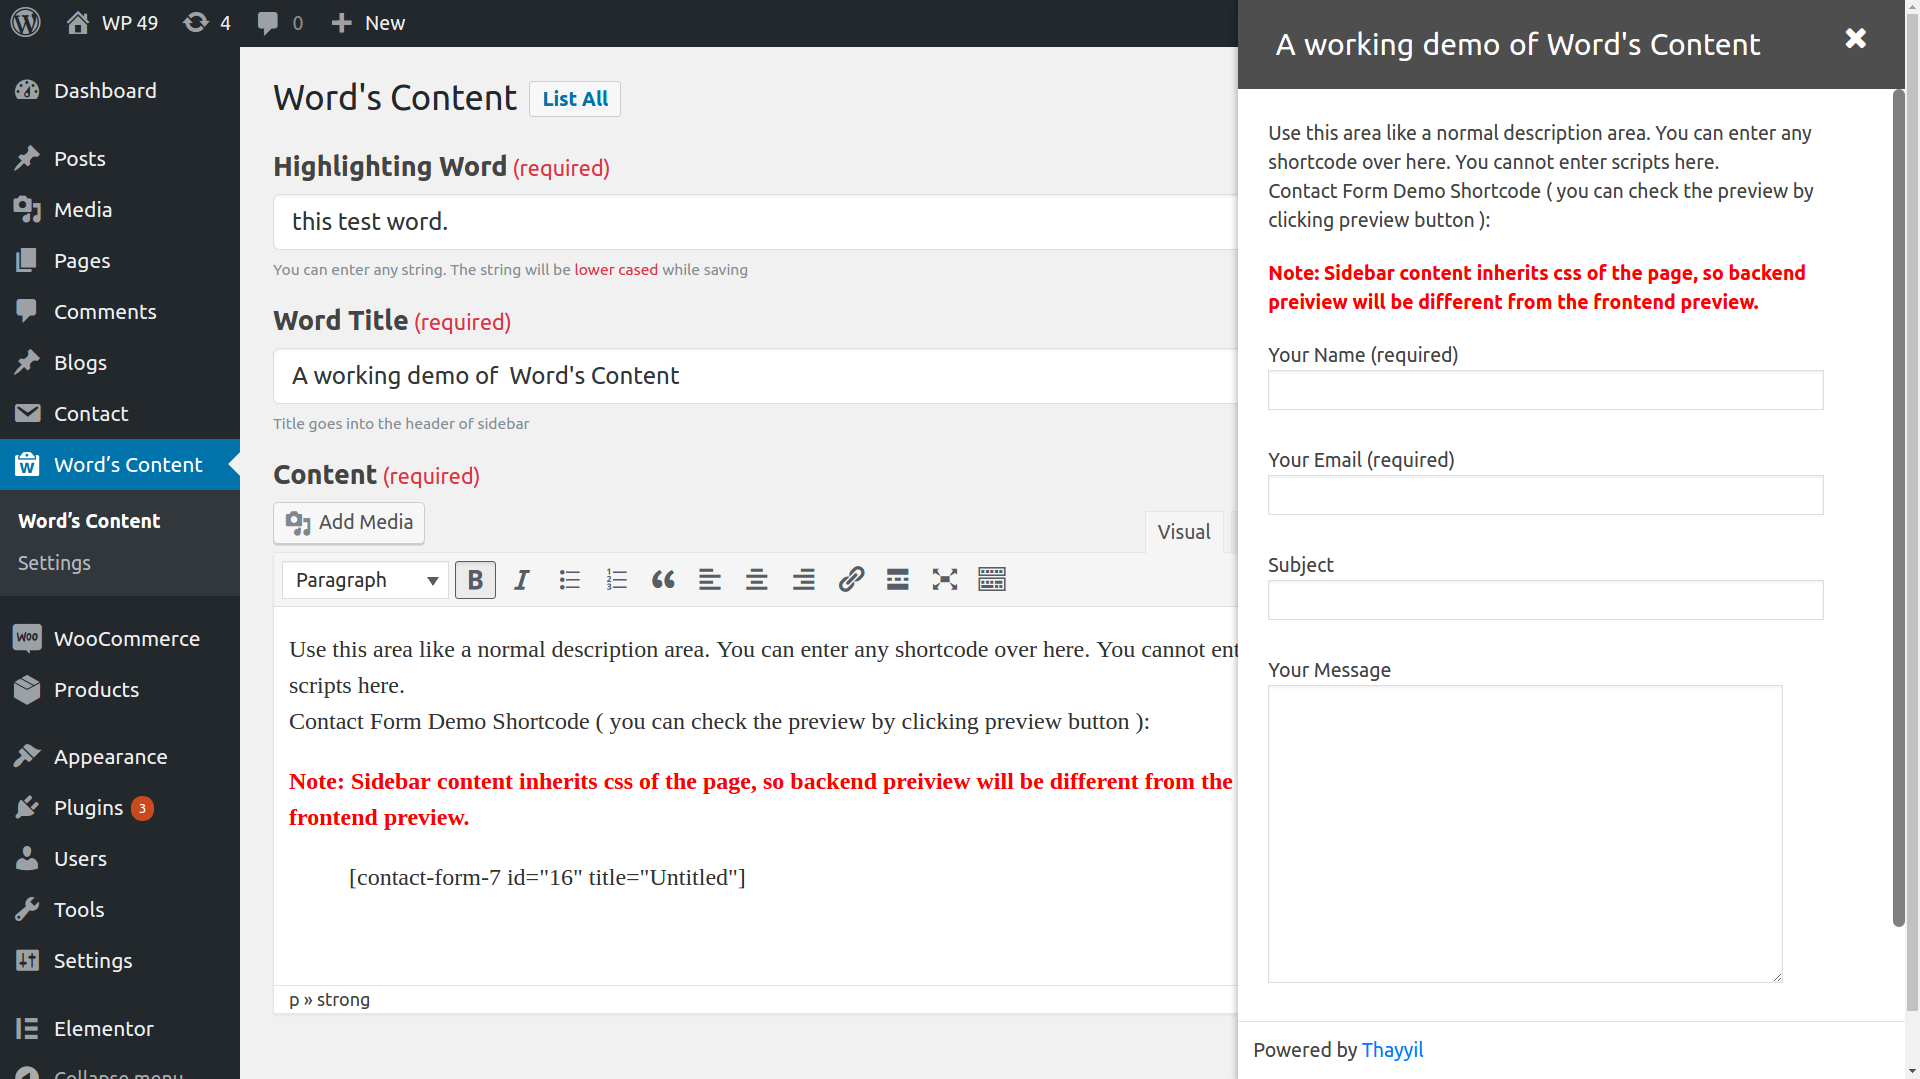 WP 49
4
0
New
Dashboard
Posts
Media
Pages
Comments
Blogs
Contact
Word’s Content
Word’s Content
Settings
WOO
WooCommerce
Products
Appearance
Plugins 3
Users
Tools
Settings
Elementor
Collapse menu
Word's Content
List All
Highlighting Word (required)
this test word.
You can enter any string. The string will be lower cased while saving
Word Title (required)
A working demo of  Word's Content
Title goes into the header of sidebar
Content (required)
Add Media
Visual
Paragraph
B I
Use this area like a normal description area. You can enter any shortcode over here. You cannot ent
scripts here.
Contact Form Demo Shortcode ( you can check the preview by clicking preview button ):
Note: Sidebar content inherits css of the page, so backend preiview will be different from the
frontend preview.
[contact-form-7 id="16" title="Untitled"]
p » strong
A working demo of Word's Content
Use this area like a normal description area. You can enter any
shortcode over here. You cannot enter scripts here.
Contact Form Demo Shortcode ( you can check the preview by
clicking preview button ):
Note: Sidebar content inherits css of the page, so backend
preiview will be different from the frontend preview.
Your Name (required)
Your Email (required)
Subject
Your Message
Powered by Thayyil